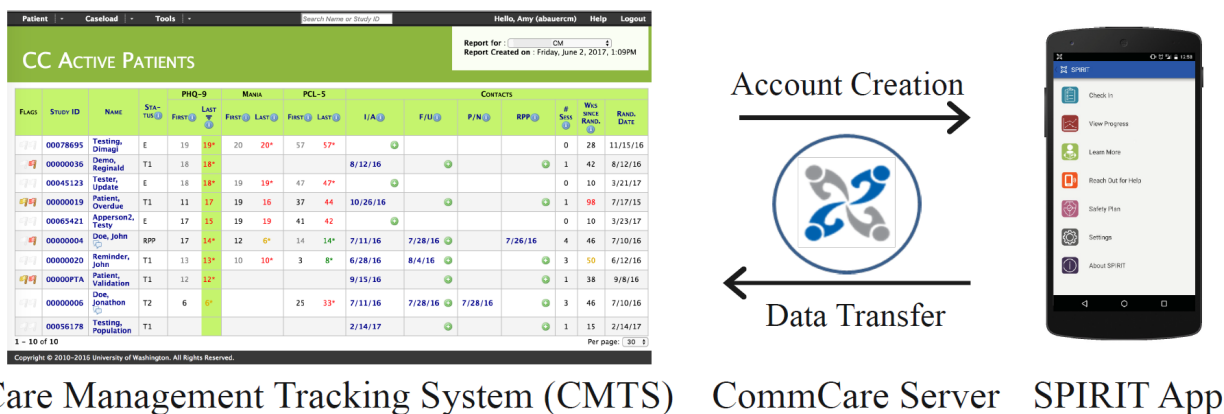 Patient | - Caseload | - Tools | - Search Name or Study ID Hello, Amy (abauercm) Help Logout
CC Active Patients
Report for : CM
Report Created on : Friday, June 2, 2017, 1:09PM
PHQ-9 Mania PCL-5 Contacts
Flags Study ID Name Sta-tus First Last First Last First Last I/A F/U P/N RPP # Sess Wks since Rand. Rand. Date
00078695 Testing, Dimagi E 19 19* 20 20* 57 57* 0 28 11/15/16
00000036 Demo, Reginald T1 18 18* 8/12/16 1 42 8/12/16
00045123 Tester, Update E 18 18* 19 19* 47 47* 0 10 3/21/17
00000019 Patient, Overdue T1 11 17 19 16 37 44 10/26/16 1 98 7/17/15
00065421 Apperson2, Testy E 17 15 19 19 41 42 0 10 3/23/17
00000004 Doe, John RPP 17 14* 12 6* 14 14* 7/11/16 7/28/16 7/26/16 4 46 7/10/16
00000020 Reminder, John T1 13 13* 10 10* 3 8* 6/28/16 8/4/16 3 50 6/12/16
00000PTA Patient, Validation T1 12 12* 9/15/16 1 38 9/8/16
00000006 Doe, Jonathon T2 6 6* 25 33* 7/11/16 7/28/16 7/28/16 3 46 7/10/16
00056178 Testing, Population T1 2/14/17 1 15 2/14/17
1 – 10 of 10 Per page: 30
Copyright © 2010-2016 University of Washington. All Rights Reserved.
Account Creation
Data Transfer
12:58
SPIRIT
Check in
View Progress
Learn More
Reach Out for Help
Safety Plan
Settings
About SPIRIT
Care Management Tracking System (CMTS) CommCare Server SPIRIT App